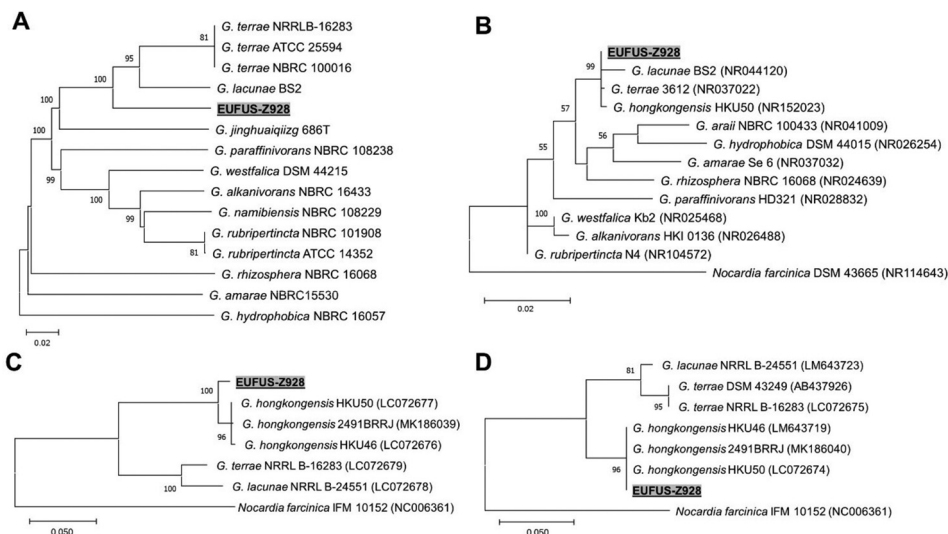 A
G. terrae NRRLB-16283
81
G. terrae ATCC 25594
95
G. terrae NBRC 100016
100
G. lacunae BS2
100
EUFUS-Z928
G. jinghuaiqiizg 686T
100
G. paraffinivorans NBRC 108238
G. westfalica DSM 44215
99
G. alkanivorans NBRC 16433
100
G. namibiensis NBRC 108229
99
G. rubripertincta NBRC 101908
81
G. rubripertincta ATCC 14352
G. rhizosphera NBRC 16068
G. amarae NBRC15530
G. hydrophobica NBRC 16057
0.02
B
EUFUS-Z928
99
G. lacunae BS2 (NR044120)
G. terrae 3612 (NR037022)
G. hongkongensis HKU50 (NR152023)
57
G. araii NBRC 100433 (NR041009)
56
G. hydrophobica DSM 44015 (NR026254)
G. amarae Se 6 (NR037032)
55
G. rhizosphera NBRC 16068 (NR024639)
G. paraffinivorans HD321 (NR028832)
100
G. westfalica Kb2 (NR025468)
G. alkanivorans HKI 0136 (NR026488)
G. rubripertincta N4 (NR104572)
Nocardia farcinica DSM 43665 (NR114643)
0.02
C
EUFUS-Z928
100
G. hongkongensis HKU50 (LC072677)
G. hongkongensis 2491BRRJ (MK186039)
96
G. hongkongensis HKU46 (LC072676)
G. terrae NRRL B-16283 (LC072679)
100
G. lacunae NRRL B-24551 (LC072678)
Nocardia farcinica IFM 10152 (NC006361)
0.050
D
G. lacunae NRRL B-24551 (LM643723)
81
G. terrae DSM 43249 (AB437926)
95
G. terrae NRRL B-16283 (LC072675)
G. hongkongensis HKU46 (LM643719)
G. hongkongensis 2491BRRJ (MK186040)
96
G. hongkongensis HKU50 (LC072674)
EUFUS-Z928
Nocardia farcinica IFM 10152 (NC006361)
0.050